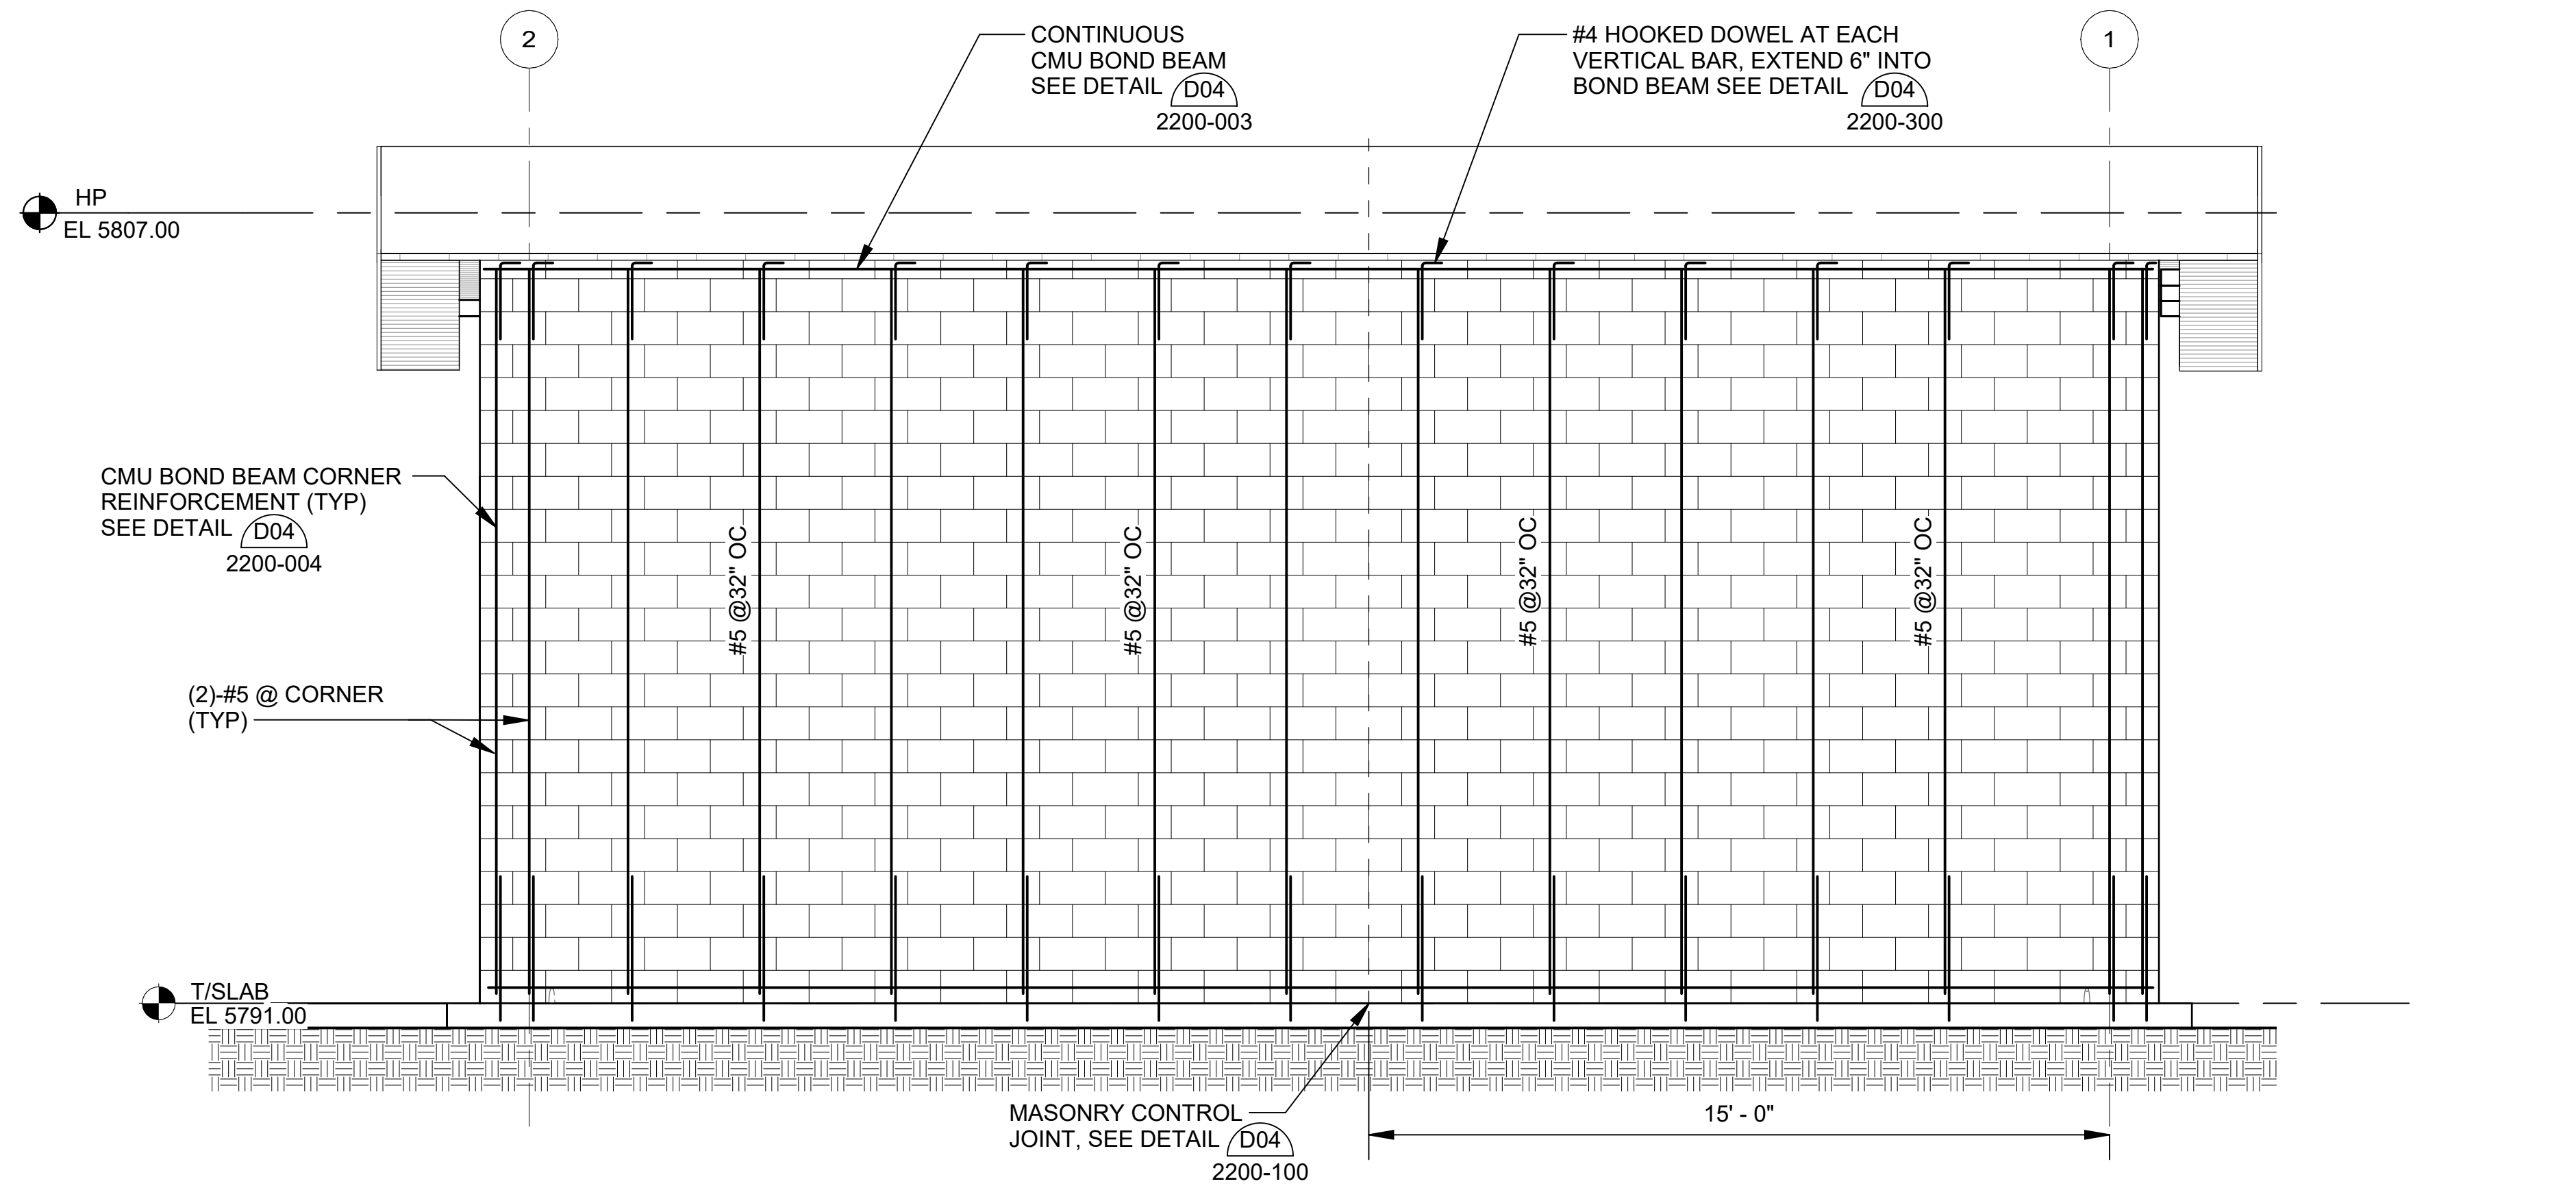 2
1
CONTINUOUS
CMU BOND BEAM
SEE DETAIL D04
2200-003
#4 HOOKED DOWEL AT EACH
VERTICAL BAR, EXTEND 6" INTO
BOND BEAM SEE DETAIL D04
2200-300
HP
EL 5807.00
CMU BOND BEAM CORNER
REINFORCEMENT (TYP)
SEE DETAIL D04
2200-004
#5 @32" OC
#5 @32" OC
#5 @32" OC
#5 @32" OC
(2)-#5 @ CORNER
(TYP)
T/SLAB
EL 5791.00
MASONRY CONTROL
JOINT, SEE DETAIL D04
2200-100
15' - 0"